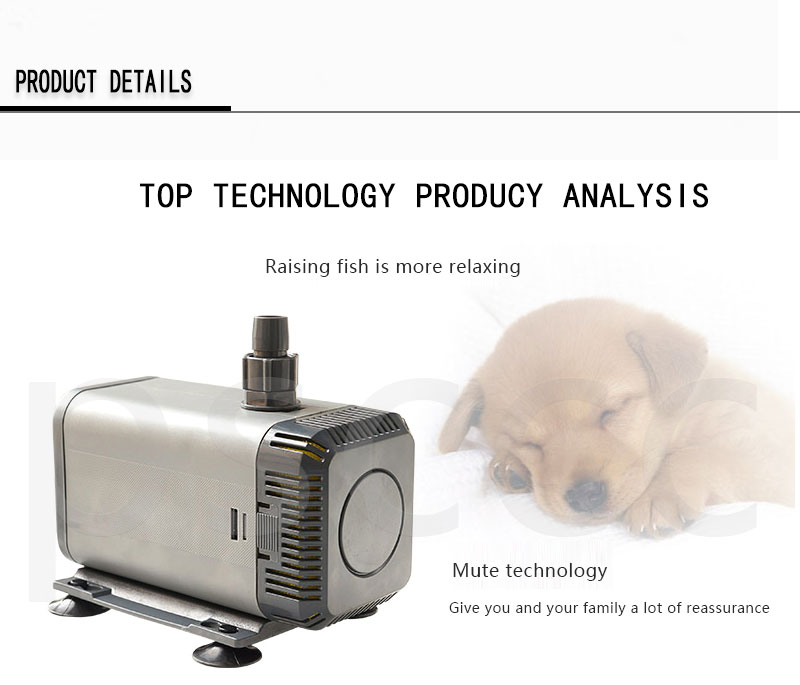 PRODUCT DETAILS
TOP TECHNOLOGY PRODUCY ANALYSIS
Raising fish is more relaxing
Mute technology
Give you and your family a lot of reassurance